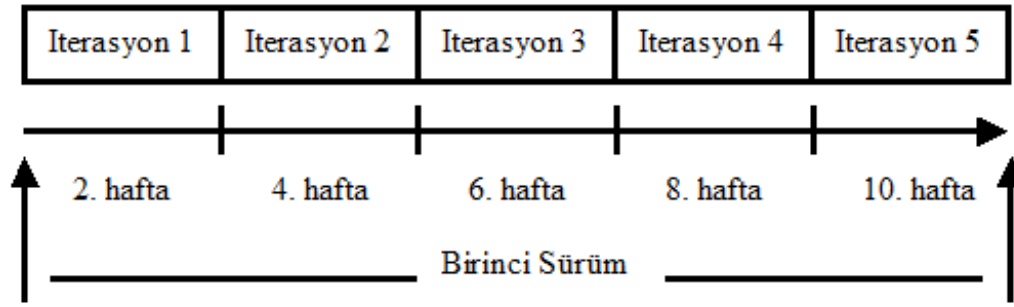 Iterasyon 1 Iterasyon 2 Iterasyon 3 Iterasyon 4 Iterasyon 5
2. hafta 4. hafta 6. hafta 8. hafta 10. hafta
Birinci Sürüm